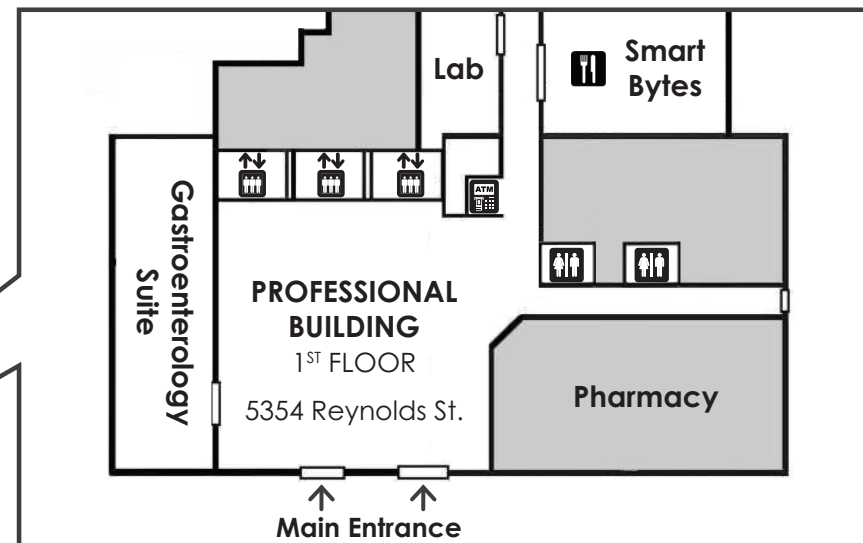 Lab
Smart
Bytes
ATM
Gastroenterology
Suite
PROFESSIONAL
BUILDING
1ST FLOOR
5354 Reynolds St.
Pharmacy
Main Entrance